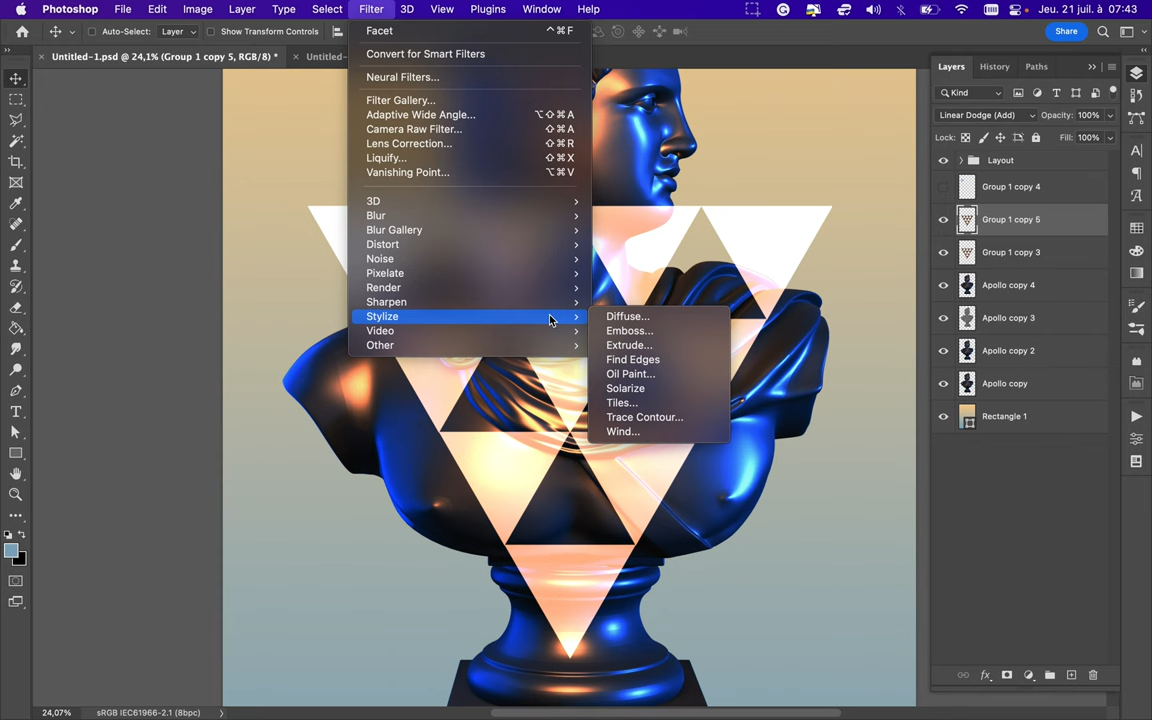 Photoshop File Edit Image Layer Type Select Filter 3D View Plugins Window Help Jeu. 21 juil. à 07:43
Auto-Select: Layer Show Transform Controls Share
Untitled-1.psd @ 24,1% (Group 1 copy 5, RGB/8) * Untitled-
Facet ^⌘F
Convert for Smart Filters
Neural Filters...
Filter Gallery...
Adaptive Wide Angle... ⌥⇧⌘A
Camera Raw Filter... ⇧⌘A
Lens Correction... ⇧⌘R
Liquify... ⇧⌘X
Vanishing Point... ⌥⌘V
3D
Blur
Blur Gallery
Distort
Noise
Pixelate
Render
Sharpen
Stylize
Video
Other
Diffuse...
Emboss...
Extrude...
Find Edges
Oil Paint...
Solarize
Tiles...
Trace Contour...
Wind...
Layers History Paths
Kind
Linear Dodge (Add) Opacity: 100%
Lock: Fill: 100%
Layout
Group 1 copy 4
Group 1 copy 5
Group 1 copy 3
Apollo copy 4
Apollo copy 3
Apollo copy 2
Apollo copy
Rectangle 1
24,07% sRGB IEC61966-2.1 (8bpc)